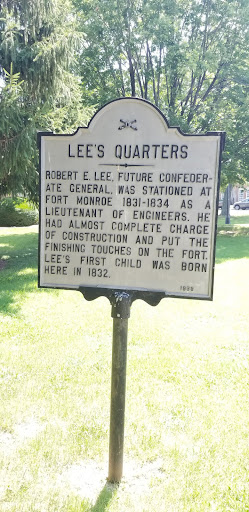 LEE'S QUARTERS
ROBERT E. LEE, FUTURE CONFEDER-
ATE GENERAL, WAS STATIONED AT
FORT MONROE 1831-1834 AS A
LIEUTENANT OF ENGINEERS. HE
HAD ALMOST COMPLETE CHARGE
OF CONSTRUCTION AND PUT THE
FINISHING TOUCHES ON THE FORT.
LEE'S FIRST CHILD WAS BORN
HERE IN 1832.